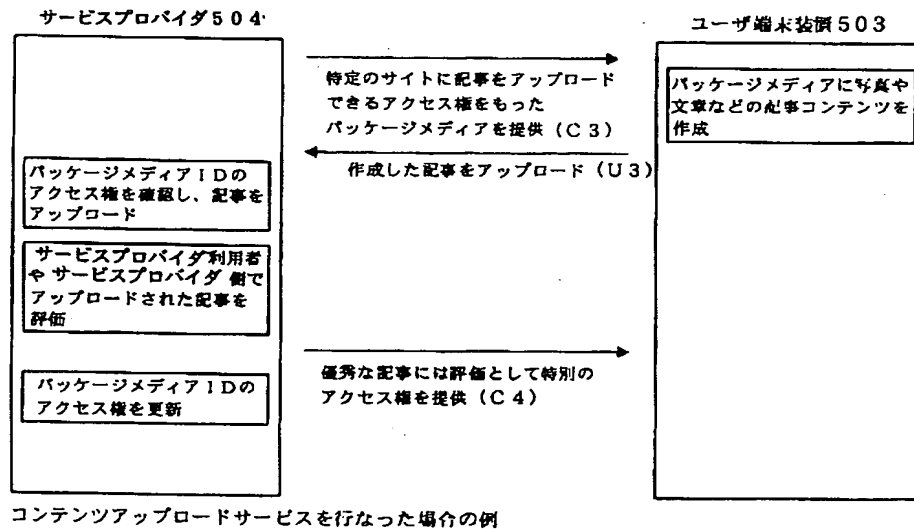 サービスプロバイダ504
ユーザ端末装置503
特定のサイトに記事をアップロード
できるアクセス権をもった
パッケージメディアを提供(C3)
パッケージメディアに写真や
文章などの記事コンテンツを
作成
作成した記事をアップロード(U3)
パッケージメディアIDの
アクセス権を確認し、記事を
アップロード
サービスプロバイダ利用者
やサービスプロバイダ側で
アップロードされた記事を
評価
優秀な記事には評価として特別の
アクセス権を提供(C4)
パッケージメディアIDの
アクセス権を更新
コンテンツアップロードサービスを行なった場合の例